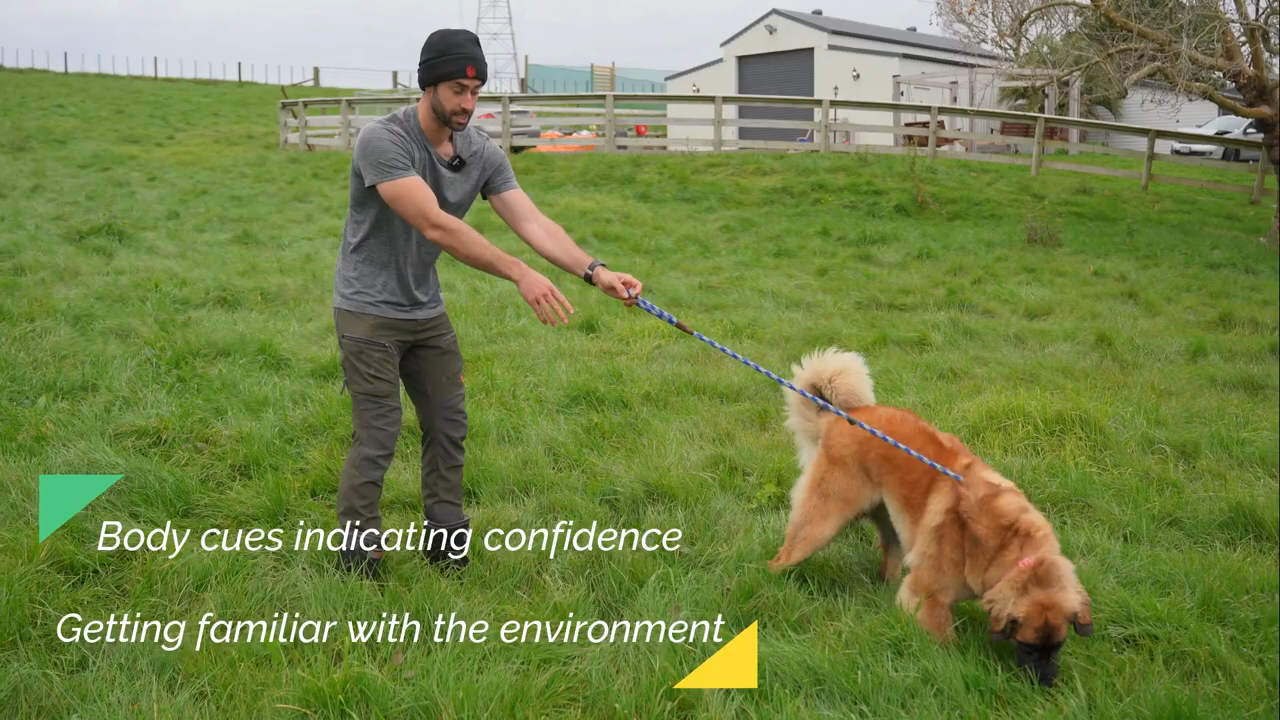 Body cues indicating confidence
Getting familiar with the environment